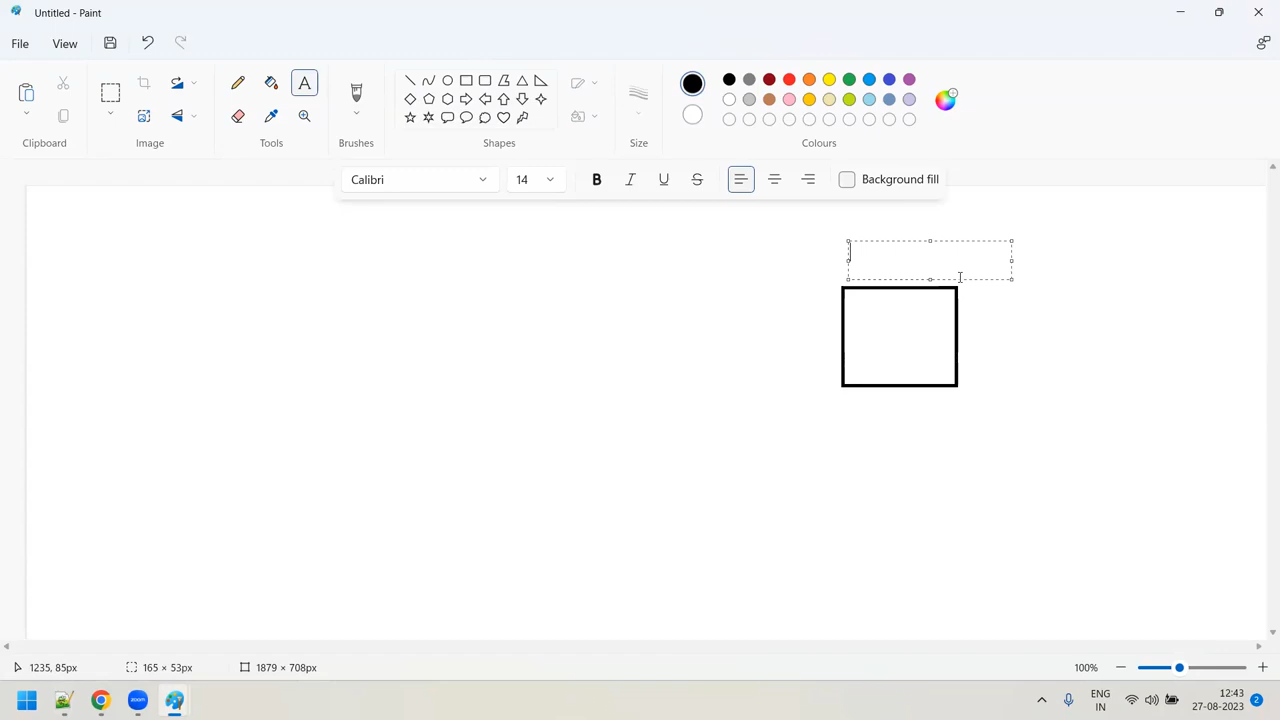 Untitled - Paint
File View
Clipboard Image Tools Brushes Shapes Size Colours
Calibri 14 B I U S Background fill
1235, 85px 165 × 53px 1879 × 708px 100%
zoom
ENG
IN
12:43
27-08-2023
2